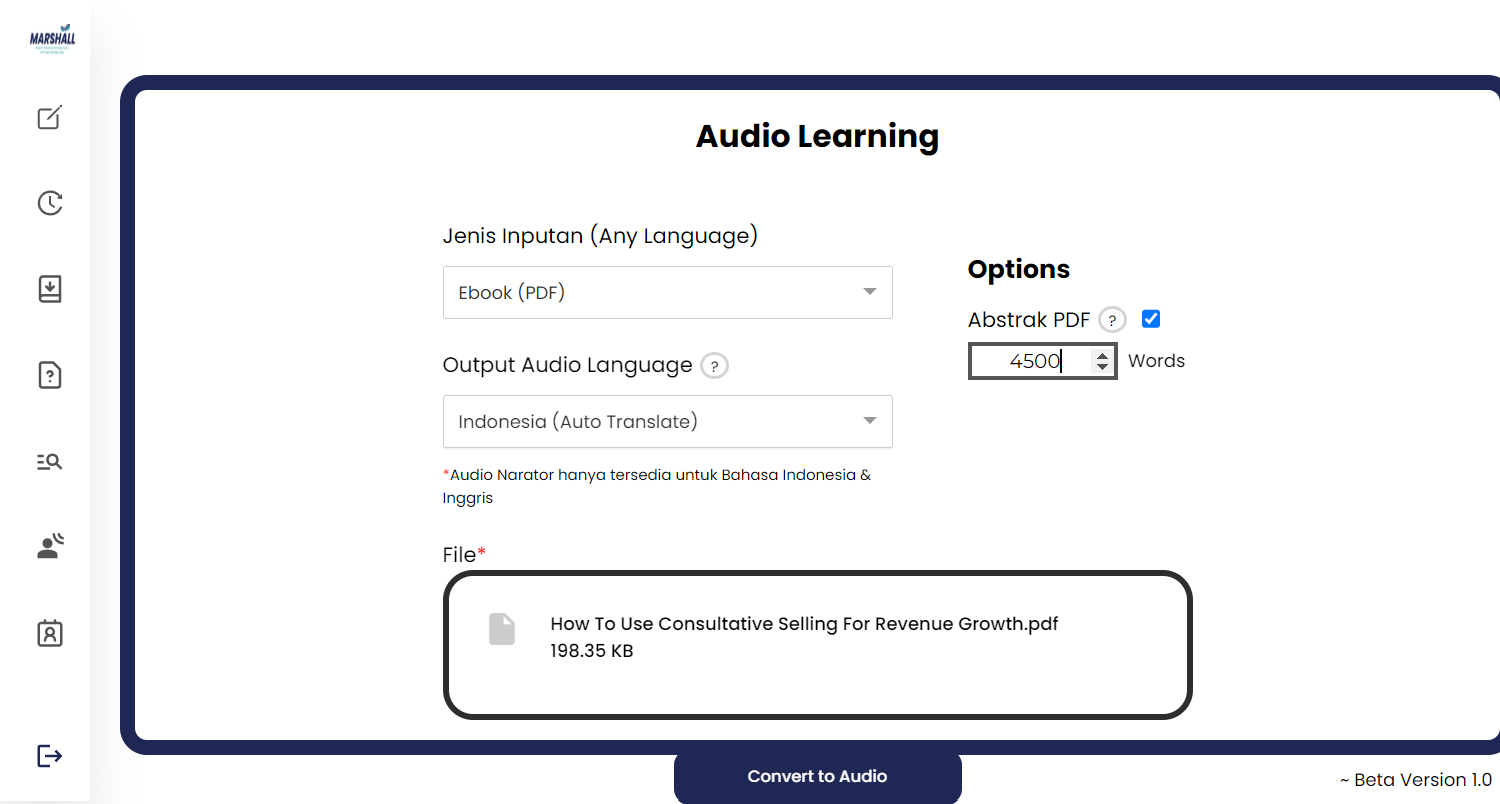 MARSHALL
Audio Learning
Jenis Inputan (Any Language)
Ebook (PDF)
Options
Abstrak PDF ?
4500 Words
Output Audio Language ?
Indonesia (Auto Translate)
*Audio Narator hanya tersedia untuk Bahasa Indonesia &
Inggris
File*
How To Use Consultative Selling For Revenue Growth.pdf
198.35 KB
Convert to Audio
~ Beta Version 1.0